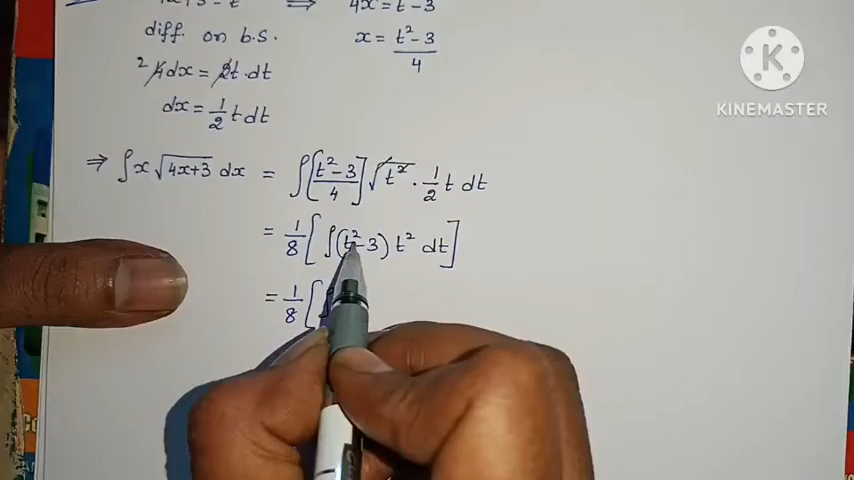 4x = t - 3
diff. on b.s.
x = t² - 3 / 4
² 4dx = 2t · dt
dx = 1/2 t dt
⇒ ∫ x √4x+3 dx = ∫ [t² - 3 / 4] √t² · 1/2 t dt
= 1/8 [ ∫ (t² - 3) t² dt ]
= 1/8 [ ∫
K
KINEMASTER